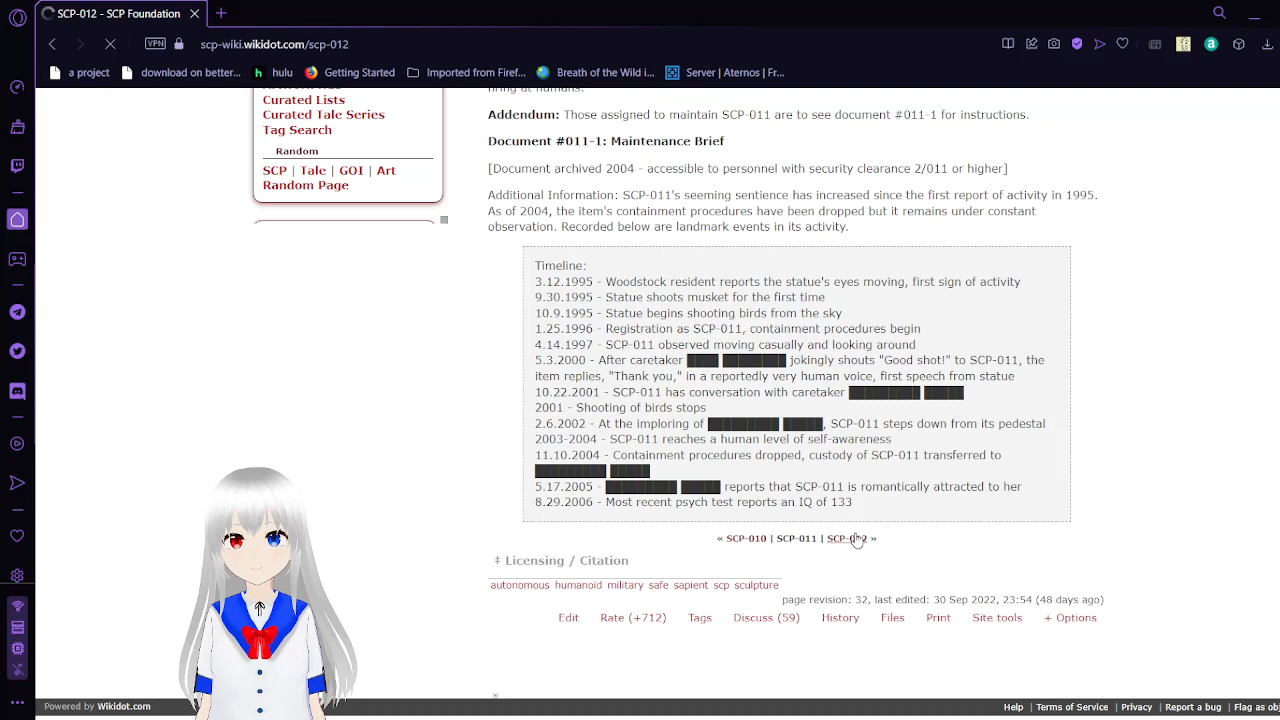 SCP-012 - SCP Foundation
VPN
scp-wiki.wikidot.com/scp-012
a project
download on better...
hulu
Getting Started
Imported from Firef...
Breath of the Wild i...
Server | Aternos | Fr...
Curated Lists
Curated Tale Series
Tag Search
Random
SCP | Tale | GOI | Art
Random Page
firing at humans.
Addendum: Those assigned to maintain SCP-011 are to see document #011-1 for instructions.
Document #011-1: Maintenance Brief
[Document archived 2004 - accessible to personnel with security clearance 2/011 or higher]
Additional Information: SCP-011's seeming sentience has increased since the first report of activity in 1995.
As of 2004, the item's containment procedures have been dropped but it remains under constant
observation. Recorded below are landmark events in its activity.
Timeline:
3.12.1995 - Woodstock resident reports the statue's eyes moving, first sign of activity
9.30.1995 - Statue shoots musket for the first time
10.9.1995 - Statue begins shooting birds from the sky
1.25.1996 - Registration as SCP-011, containment procedures begin
4.14.1997 - SCP-011 observed moving casually and looking around
5.3.2000 - After caretaker ████ ████████ jokingly shouts "Good shot!" to SCP-011, the
item replies, "Thank you," in a reportedly very human voice, first speech from statue
10.22.2001 - SCP-011 has conversation with caretaker █████████ █████
2001 - Shooting of birds stops
2.6.2002 - At the imploring of █████████ █████, SCP-011 steps down from its pedestal
2003-2004 - SCP-011 reaches a human level of self-awareness
11.10.2004 - Containment procedures dropped, custody of SCP-011 transferred to
█████████ █████
5.17.2005 - █████████ █████ reports that SCP-011 is romantically attracted to her
8.29.2006 - Most recent psych test reports an IQ of 133
« SCP-010 | SCP-011 | SCP-012 »
‡ Licensing / Citation
autonomous humanoid military safe sapient scp sculpture
page revision: 32, last edited: 30 Sep 2022, 23:54 (48 days ago)
Edit Rate (+712) Tags Discuss (59) History Files Print Site tools + Options
Powered by Wikidot.com
Help | Terms of Service | Privacy | Report a bug | Flag as ob